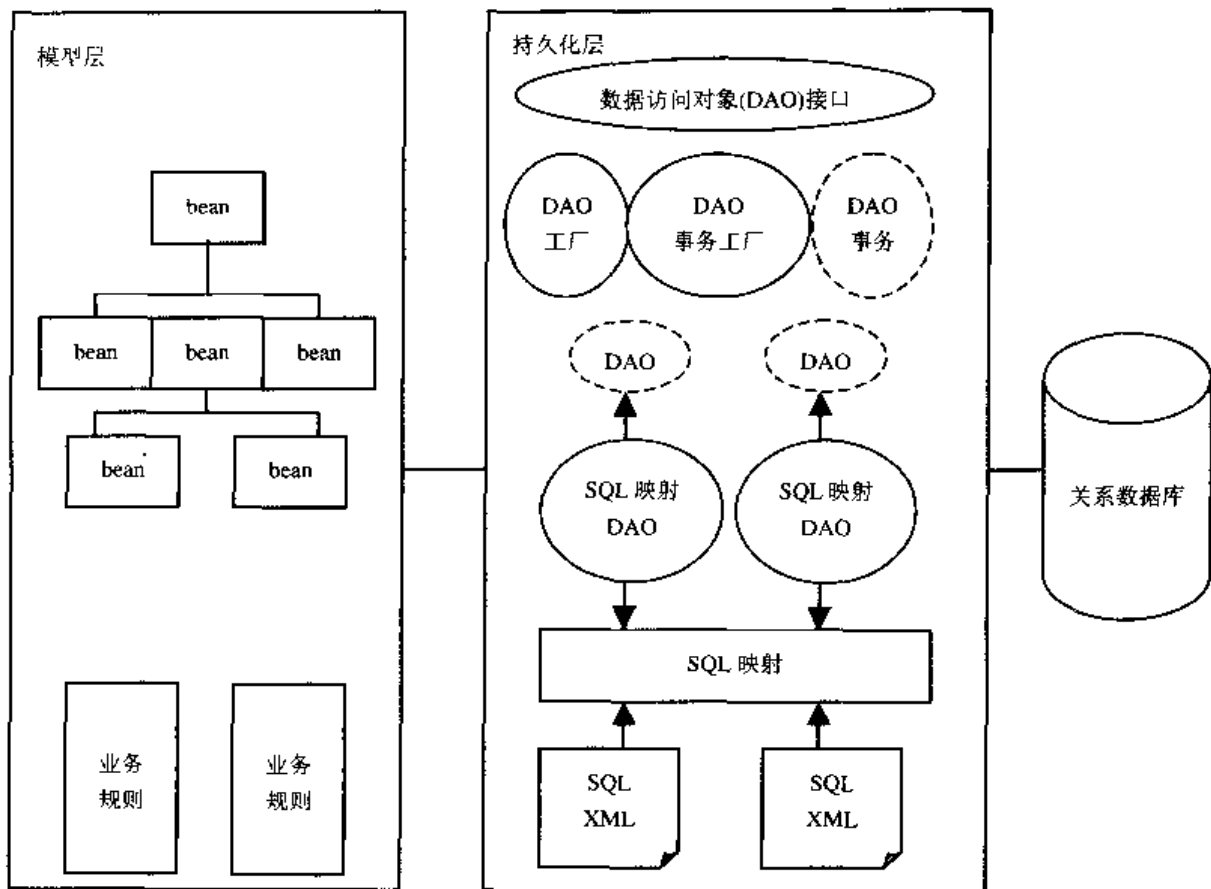 模型层
bean
bean
bean
bean
bean
bean
业务
规则
业务
规则
持久化层
数据访问对象(DAO)接口
DAO
工厂
DAO
事务工厂
DAO
事务
DAO
DAO
SQL 映射
DAO
SQL 映射
DAO
SQL 映射
SQL
XML
SQL
XML
关系数据库